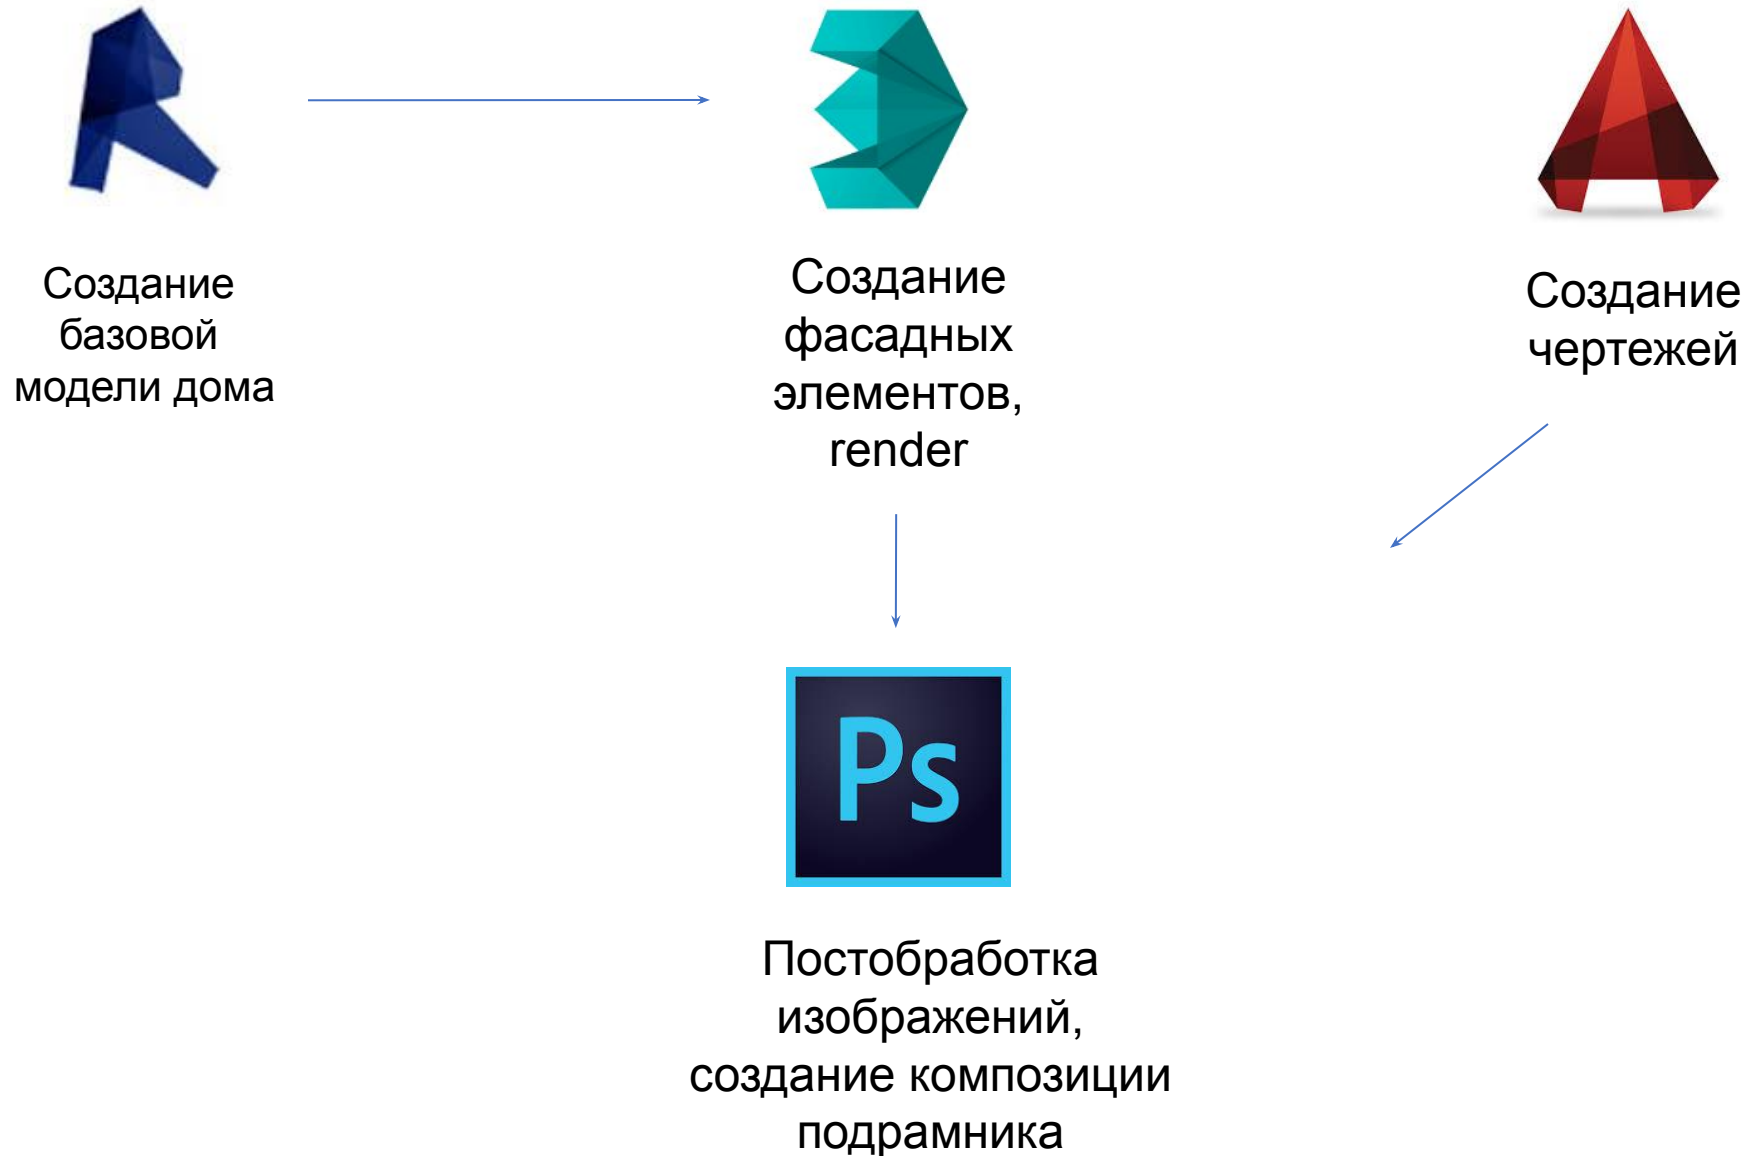 Создание
базовой
модели дома
Создание
фасадных
элементов,
render
Создание
чертежей
Ps
Постобработка
изображений,
создание композиции
подрамника